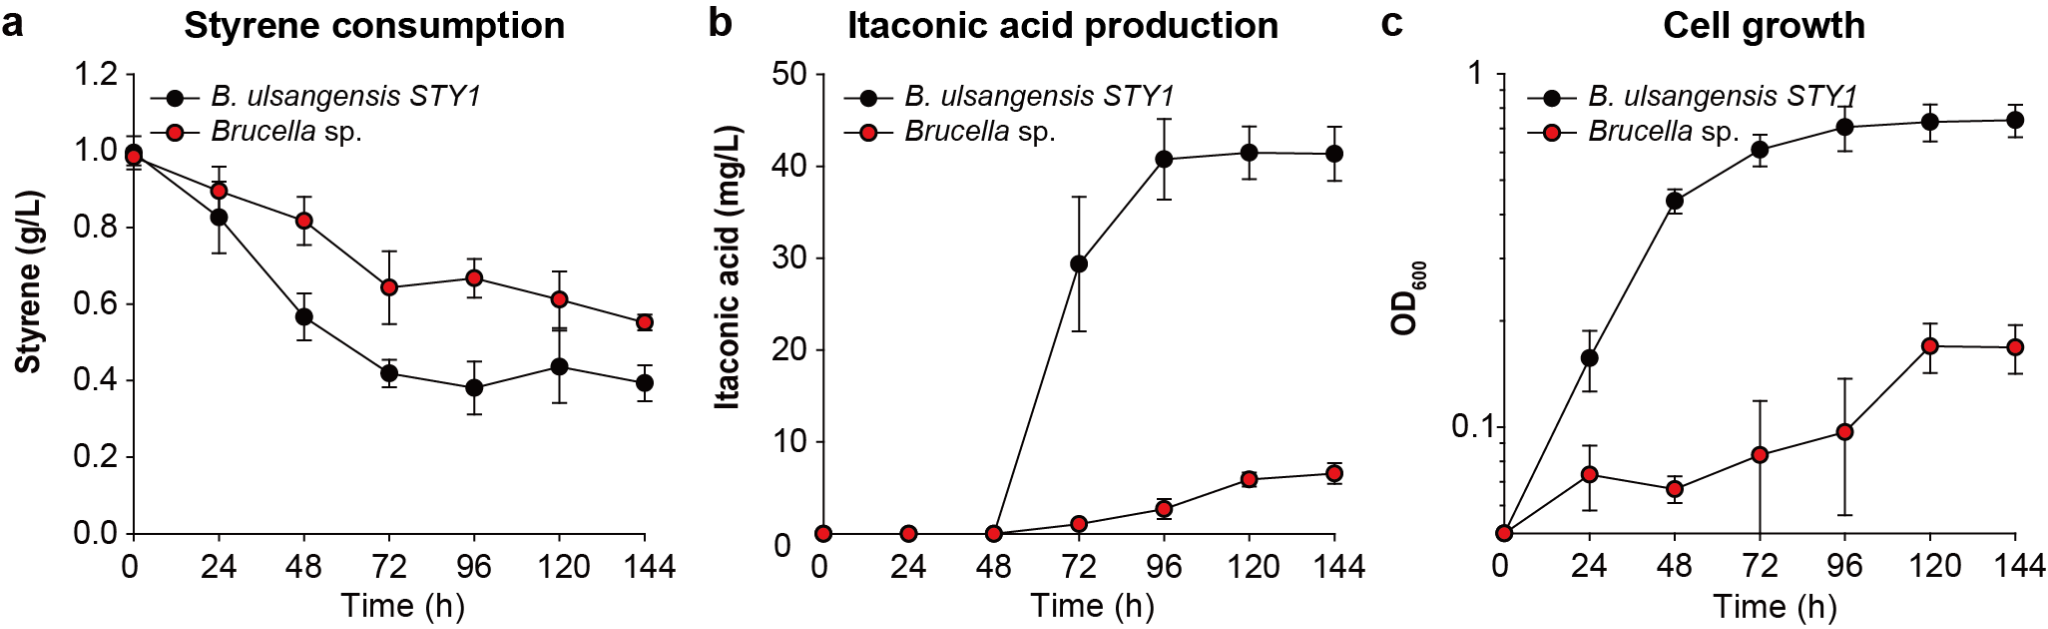 a Styrene consumption
1.2
1.0
0.8
0.6
0.4
0.2
0.0
Styrene (g/L)
B. ulsangensis STY1
Brucella sp.
0 24 48 72 96 120 144
Time (h)
b Itaconic acid production
50
40
30
20
10
0
Itaconic acid (mg/L)
B. ulsangensis STY1
Brucella sp.
0 24 48 72 96 120 144
Time (h)
c Cell growth
1
0.1
OD600
B. ulsangensis STY1
Brucella sp.
0 24 48 72 96 120 144
Time (h)